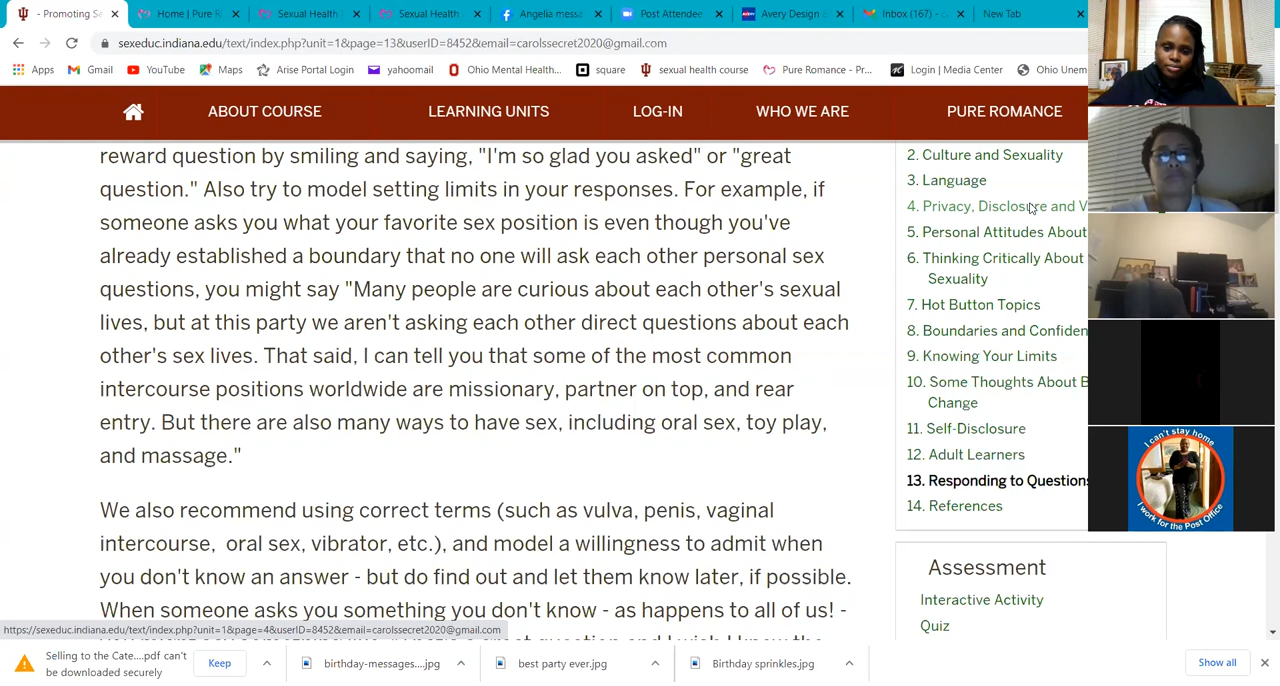 - Promoting Se
Home | Pure R
Sexual Health
Sexual Health
Angelia messa
Post Attendee
Avery Design &
Inbox (167) - c
New Tab
sexeduc.indiana.edu/text/index.php?unit=1&page=13&userID=8452&email=carolssecret2020@gmail.com
Apps
Gmail
YouTube
Maps
Arise Portal Login
yahoomail
Ohio Mental Health...
square
sexual health course
Pure Romance - Pr...
Login | Media Center
Ohio Unem
ABOUT COURSE
LEARNING UNITS
LOG-IN
WHO WE ARE
PURE ROMANCE
reward question by smiling and saying, "I'm so glad you asked" or "great
question." Also try to model setting limits in your responses. For example, if
someone asks you what your favorite sex position is even though you've
already established a boundary that no one will ask each other personal sex
questions, you might say "Many people are curious about each other's sexual
lives, but at this party we aren't asking each other direct questions about each
other's sex lives. That said, I can tell you that some of the most common
intercourse positions worldwide are missionary, partner on top, and rear
entry. But there are also many ways to have sex, including oral sex, toy play,
and massage."
We also recommend using correct terms (such as vulva, penis, vaginal
intercourse, oral sex, vibrator, etc.), and model a willingness to admit when
you don't know an answer - but do find out and let them know later, if possible.
When someone asks you something you don't know - as happens to all of us! -
2. Culture and Sexuality
3. Language
4. Privacy, Disclosure and V
5. Personal Attitudes About
6. Thinking Critically About
Sexuality
7. Hot Button Topics
8. Boundaries and Confiden
9. Knowing Your Limits
10. Some Thoughts About B
Change
11. Self-Disclosure
12. Adult Learners
13. Responding to Questions
14. References
Assessment
Interactive Activity
Quiz
I can't stay home
I work for the Post Office
https://sexeduc.indiana.edu/text/index.php?unit=1&page=4&userID=8452&email=carolssecret2020@gmail.com
Selling to the Cate....pdf can't
be downloaded securely
Keep
birthday-messages....jpg
best party ever.jpg
Birthday sprinkles.jpg
Show all